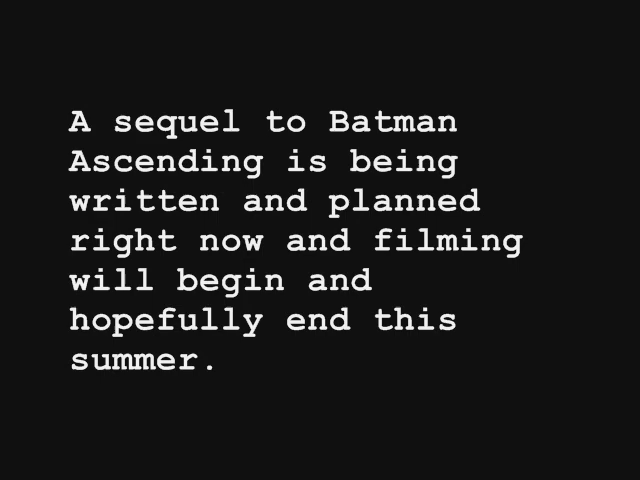 A sequel to Batman
Ascending is being
written and planned
right now and filming
will begin and
hopefully end this
summer.